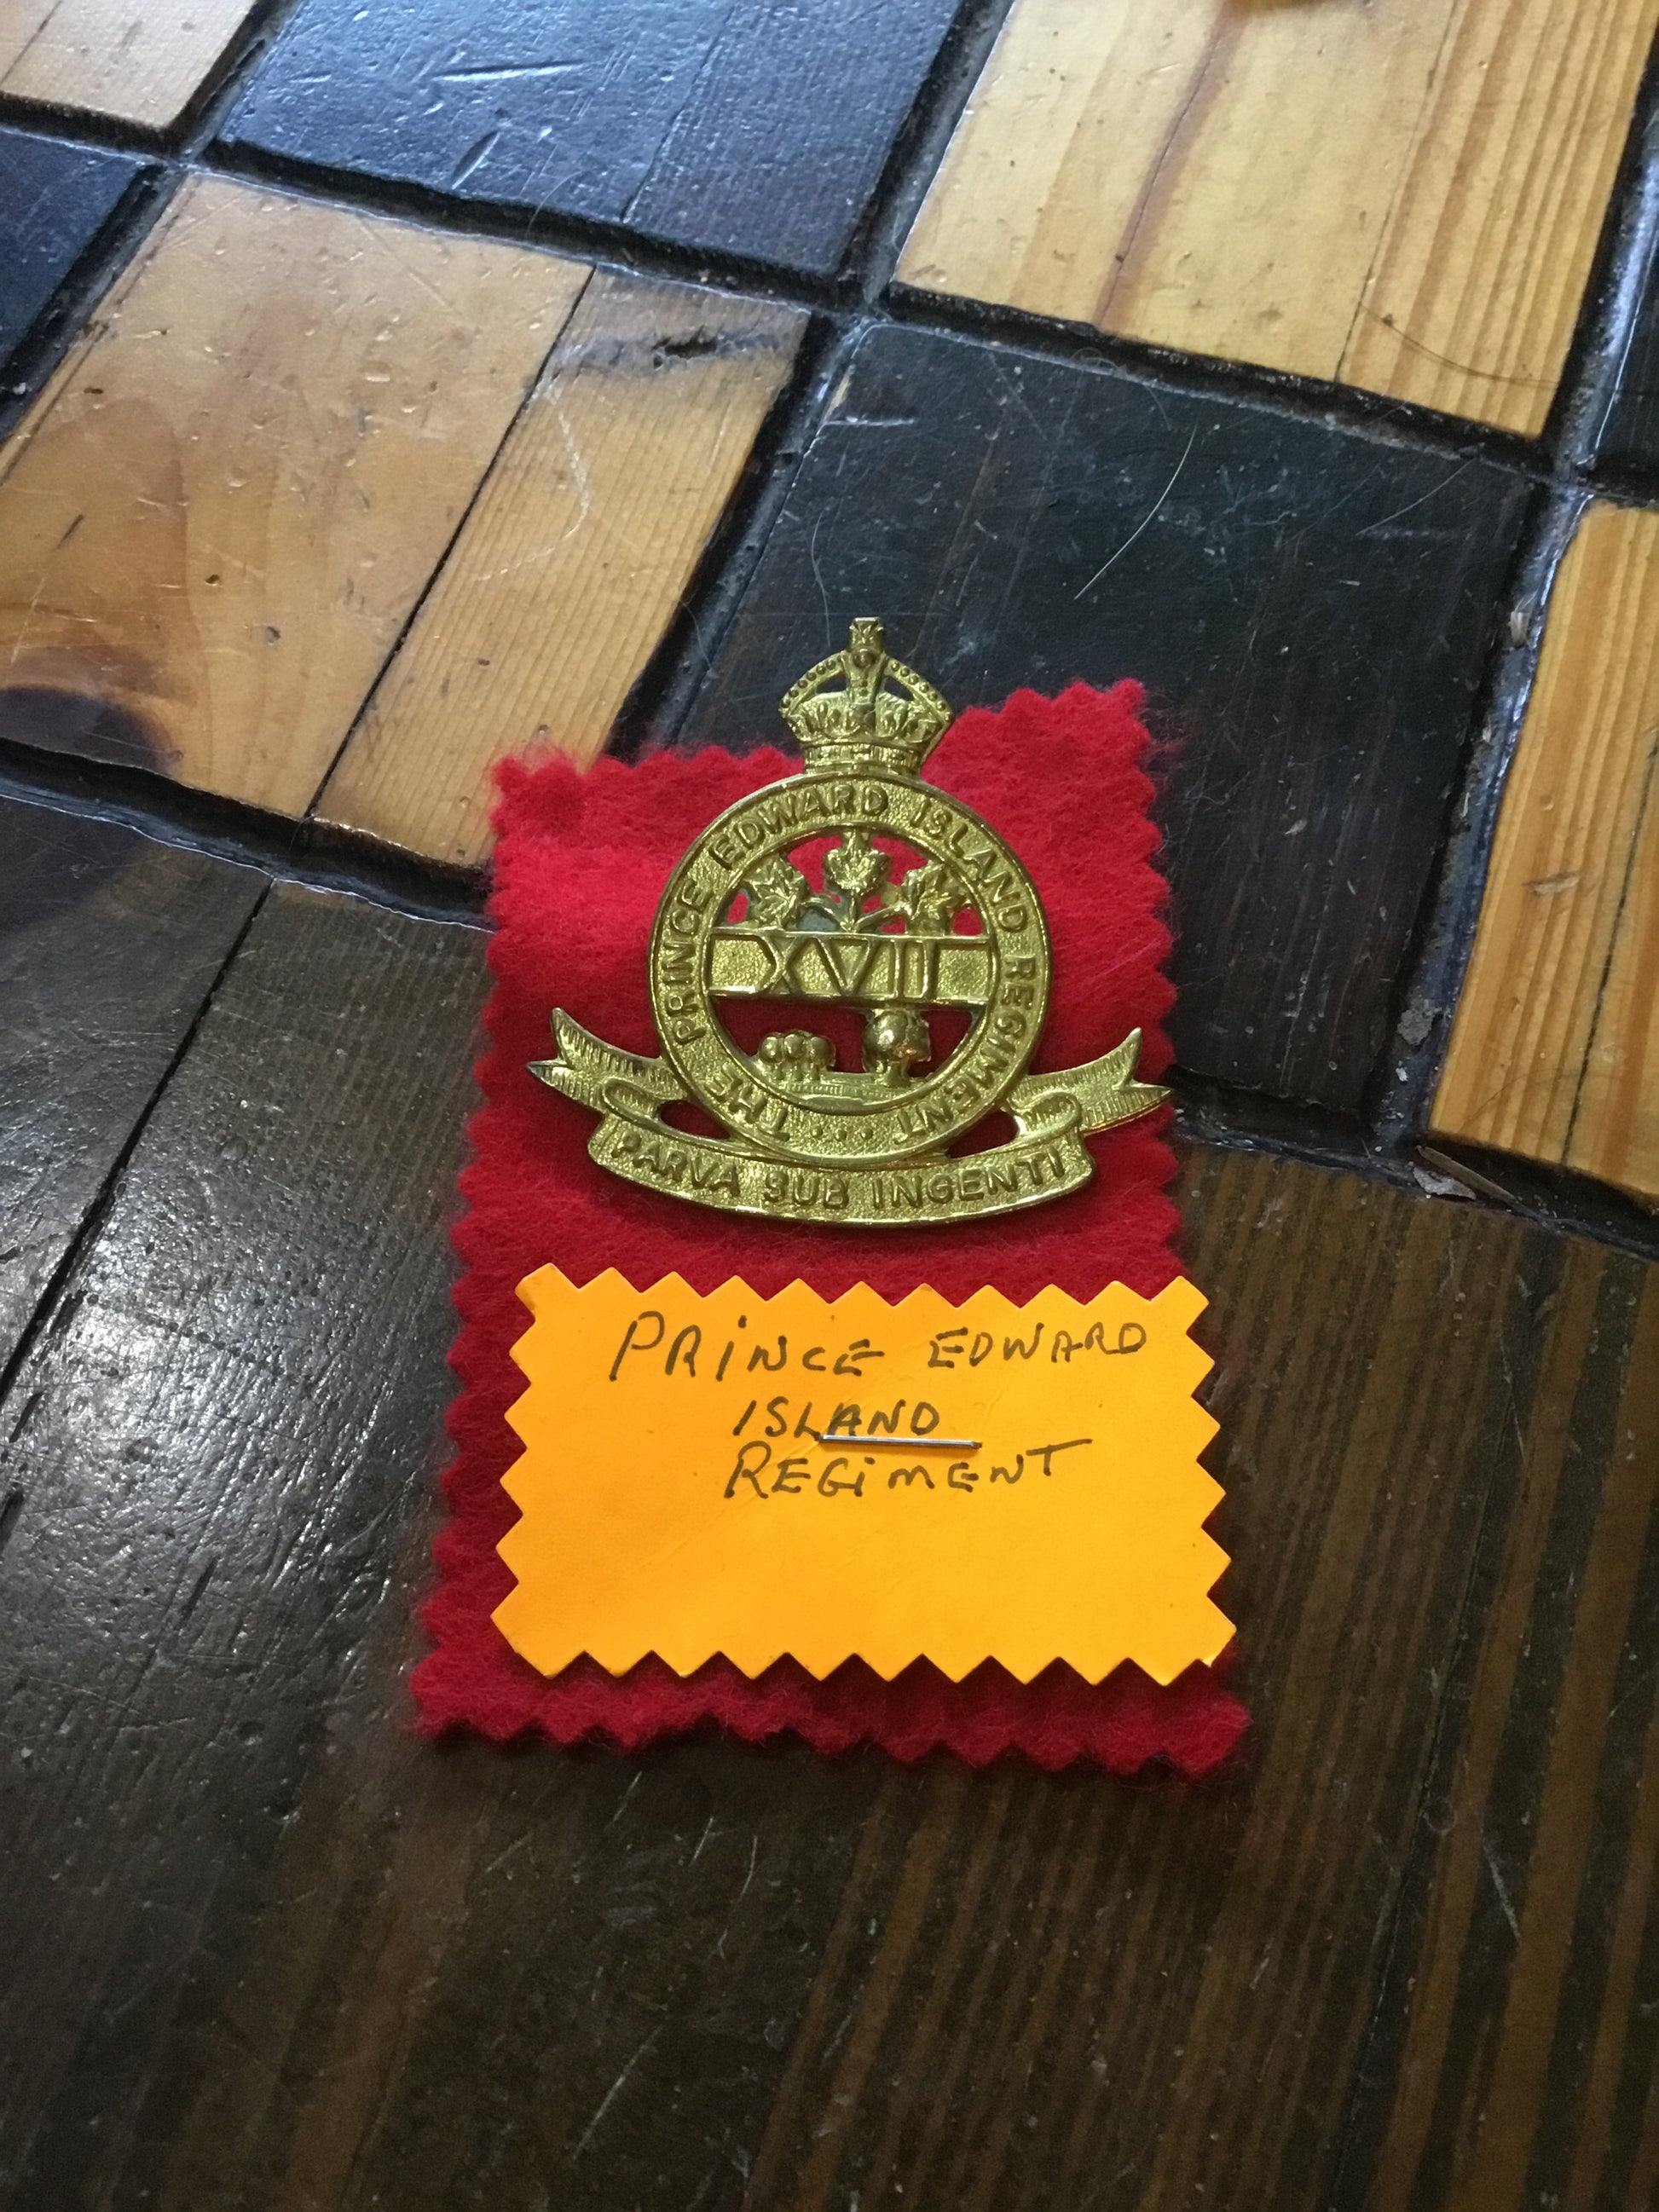 THE PRINCE EDWARD ISLAND REGIMENT
XVII
PARVA SUB INGENTI
PRINCE EDWARD
ISLAND
REGIMENT